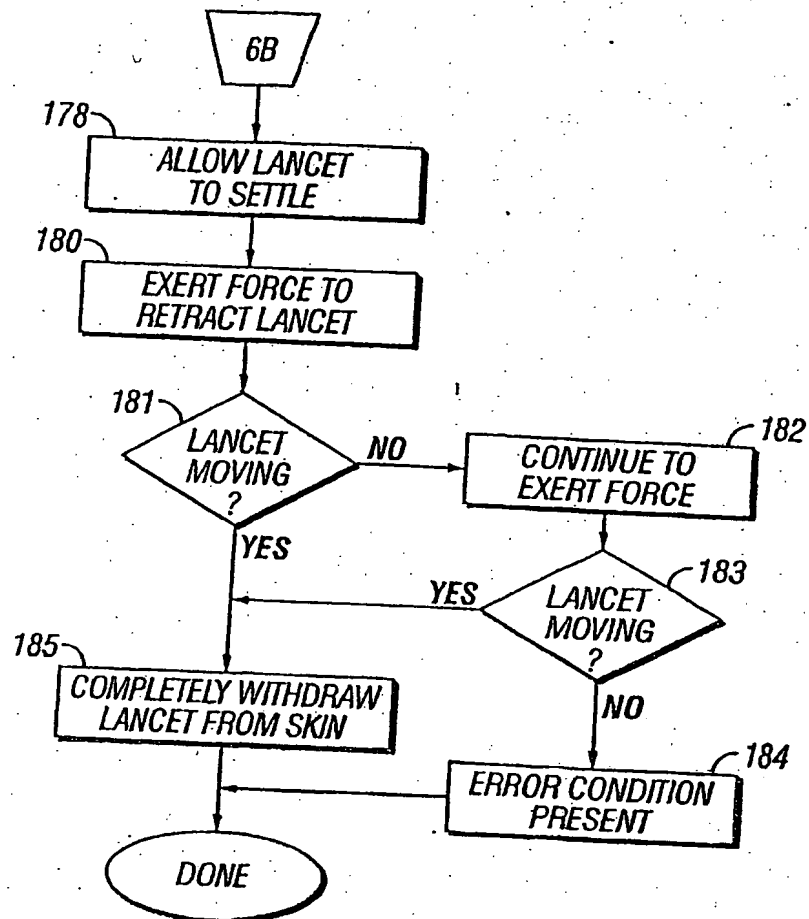 6B
178
ALLOW LANCET
TO SETTLE
180
EXERT FORCE TO
RETRACT LANCET
181
LANCET
MOVING
?
NO
YES
182
CONTINUE TO
EXERT FORCE
183
LANCET
MOVING
?
YES
NO
185
COMPLETELY WITHDRAW
LANCET FROM SKIN
184
ERROR CONDITION
PRESENT
DONE